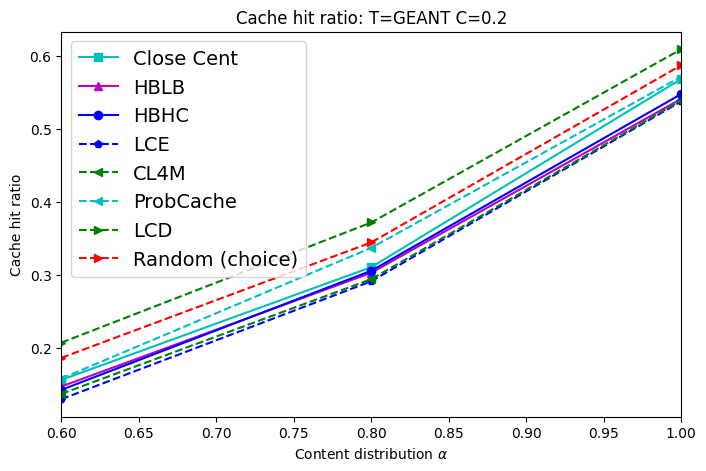 Cache hit ratio: T=GEANT C=0.2
Cache hit ratio
0.6
0.5
0.4
0.3
0.2
Close Cent
HBLB
HBHC
LCE
CL4M
ProbCache
LCD
Random (choice)
0.60 0.65 0.70 0.75 0.80 0.85 0.90 0.95 1.00
Content distribution α